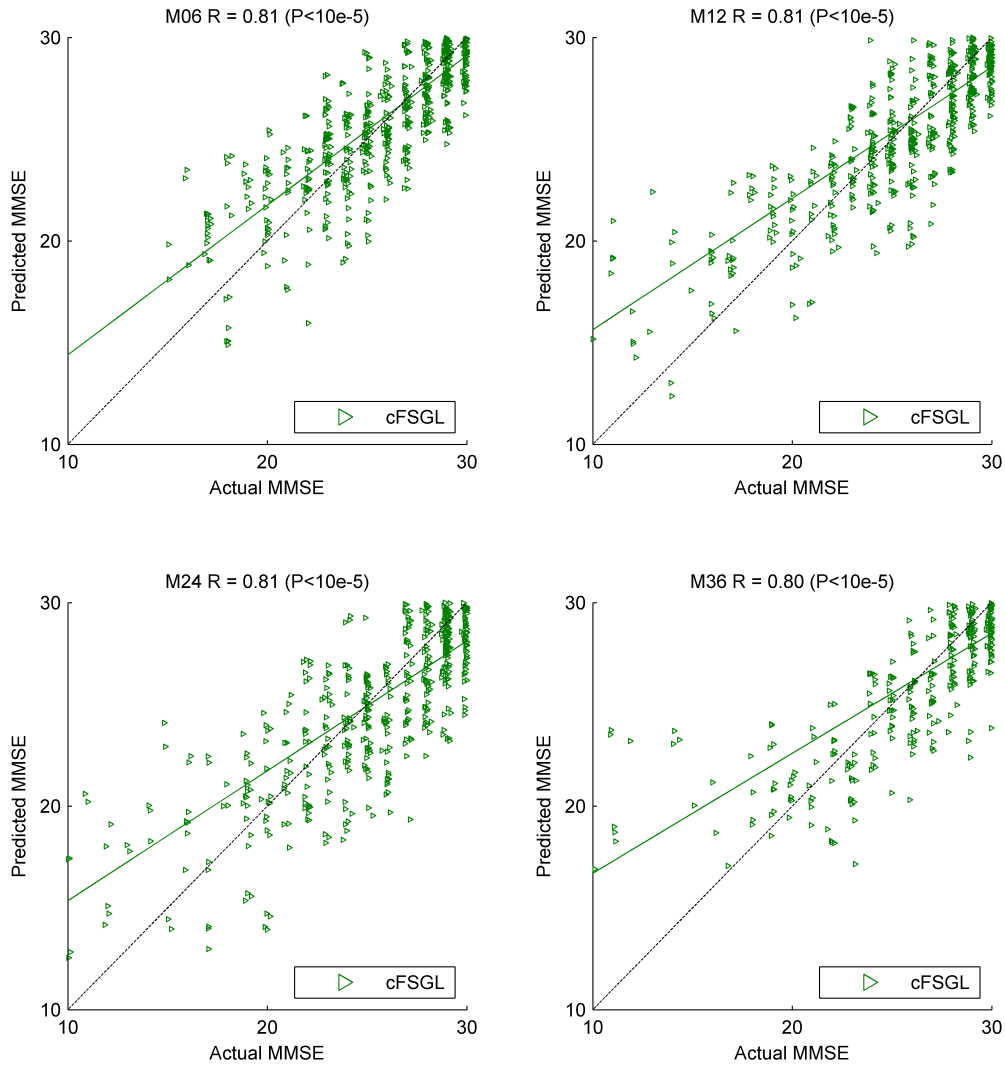 M06 R = 0.81 (P<10e-5)
30
20
10
Predicted MMSE
10
20
30
Actual MMSE
cFSGL
M12 R = 0.81 (P<10e-5)
30
20
10
Predicted MMSE
10
20
30
Actual MMSE
cFSGL
M24 R = 0.81 (P<10e-5)
30
20
10
Predicted MMSE
10
20
30
Actual MMSE
cFSGL
M36 R = 0.80 (P<10e-5)
30
20
10
Predicted MMSE
10
20
30
Actual MMSE
cFSGL